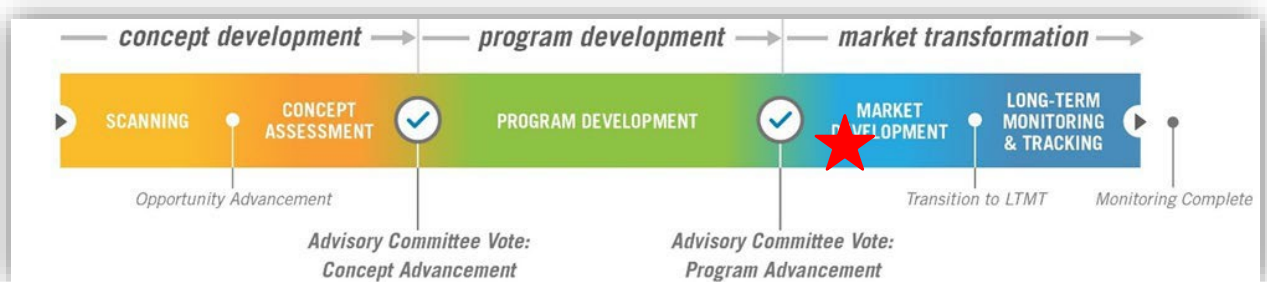 concept development
program development
market transformation
SCANNING
CONCEPT
ASSESSMENT
PROGRAM DEVELOPMENT
MARKET
DEVELOPMENT
LONG-TERM
MONITORING
& TRACKING
Opportunity Advancement
Transition to LTMT
Monitoring Complete
Advisory Committee Vote:
Concept Advancement
Advisory Committee Vote:
Program Advancement